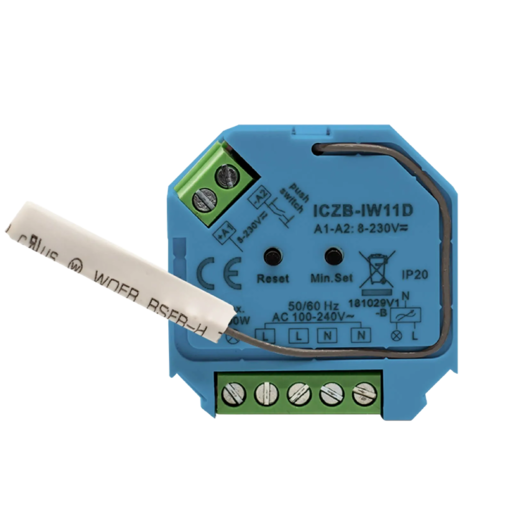 -A2
push
switch
+A1
8-230V⎓
ICZB-IW11D
A1-A2: 8-230V≂
CE
Reset
Min.Set
IP20
181029V1
-B
N
50/60 Hz
AC 100-240V~
L
L
N
N
L
WOER RSFR-H